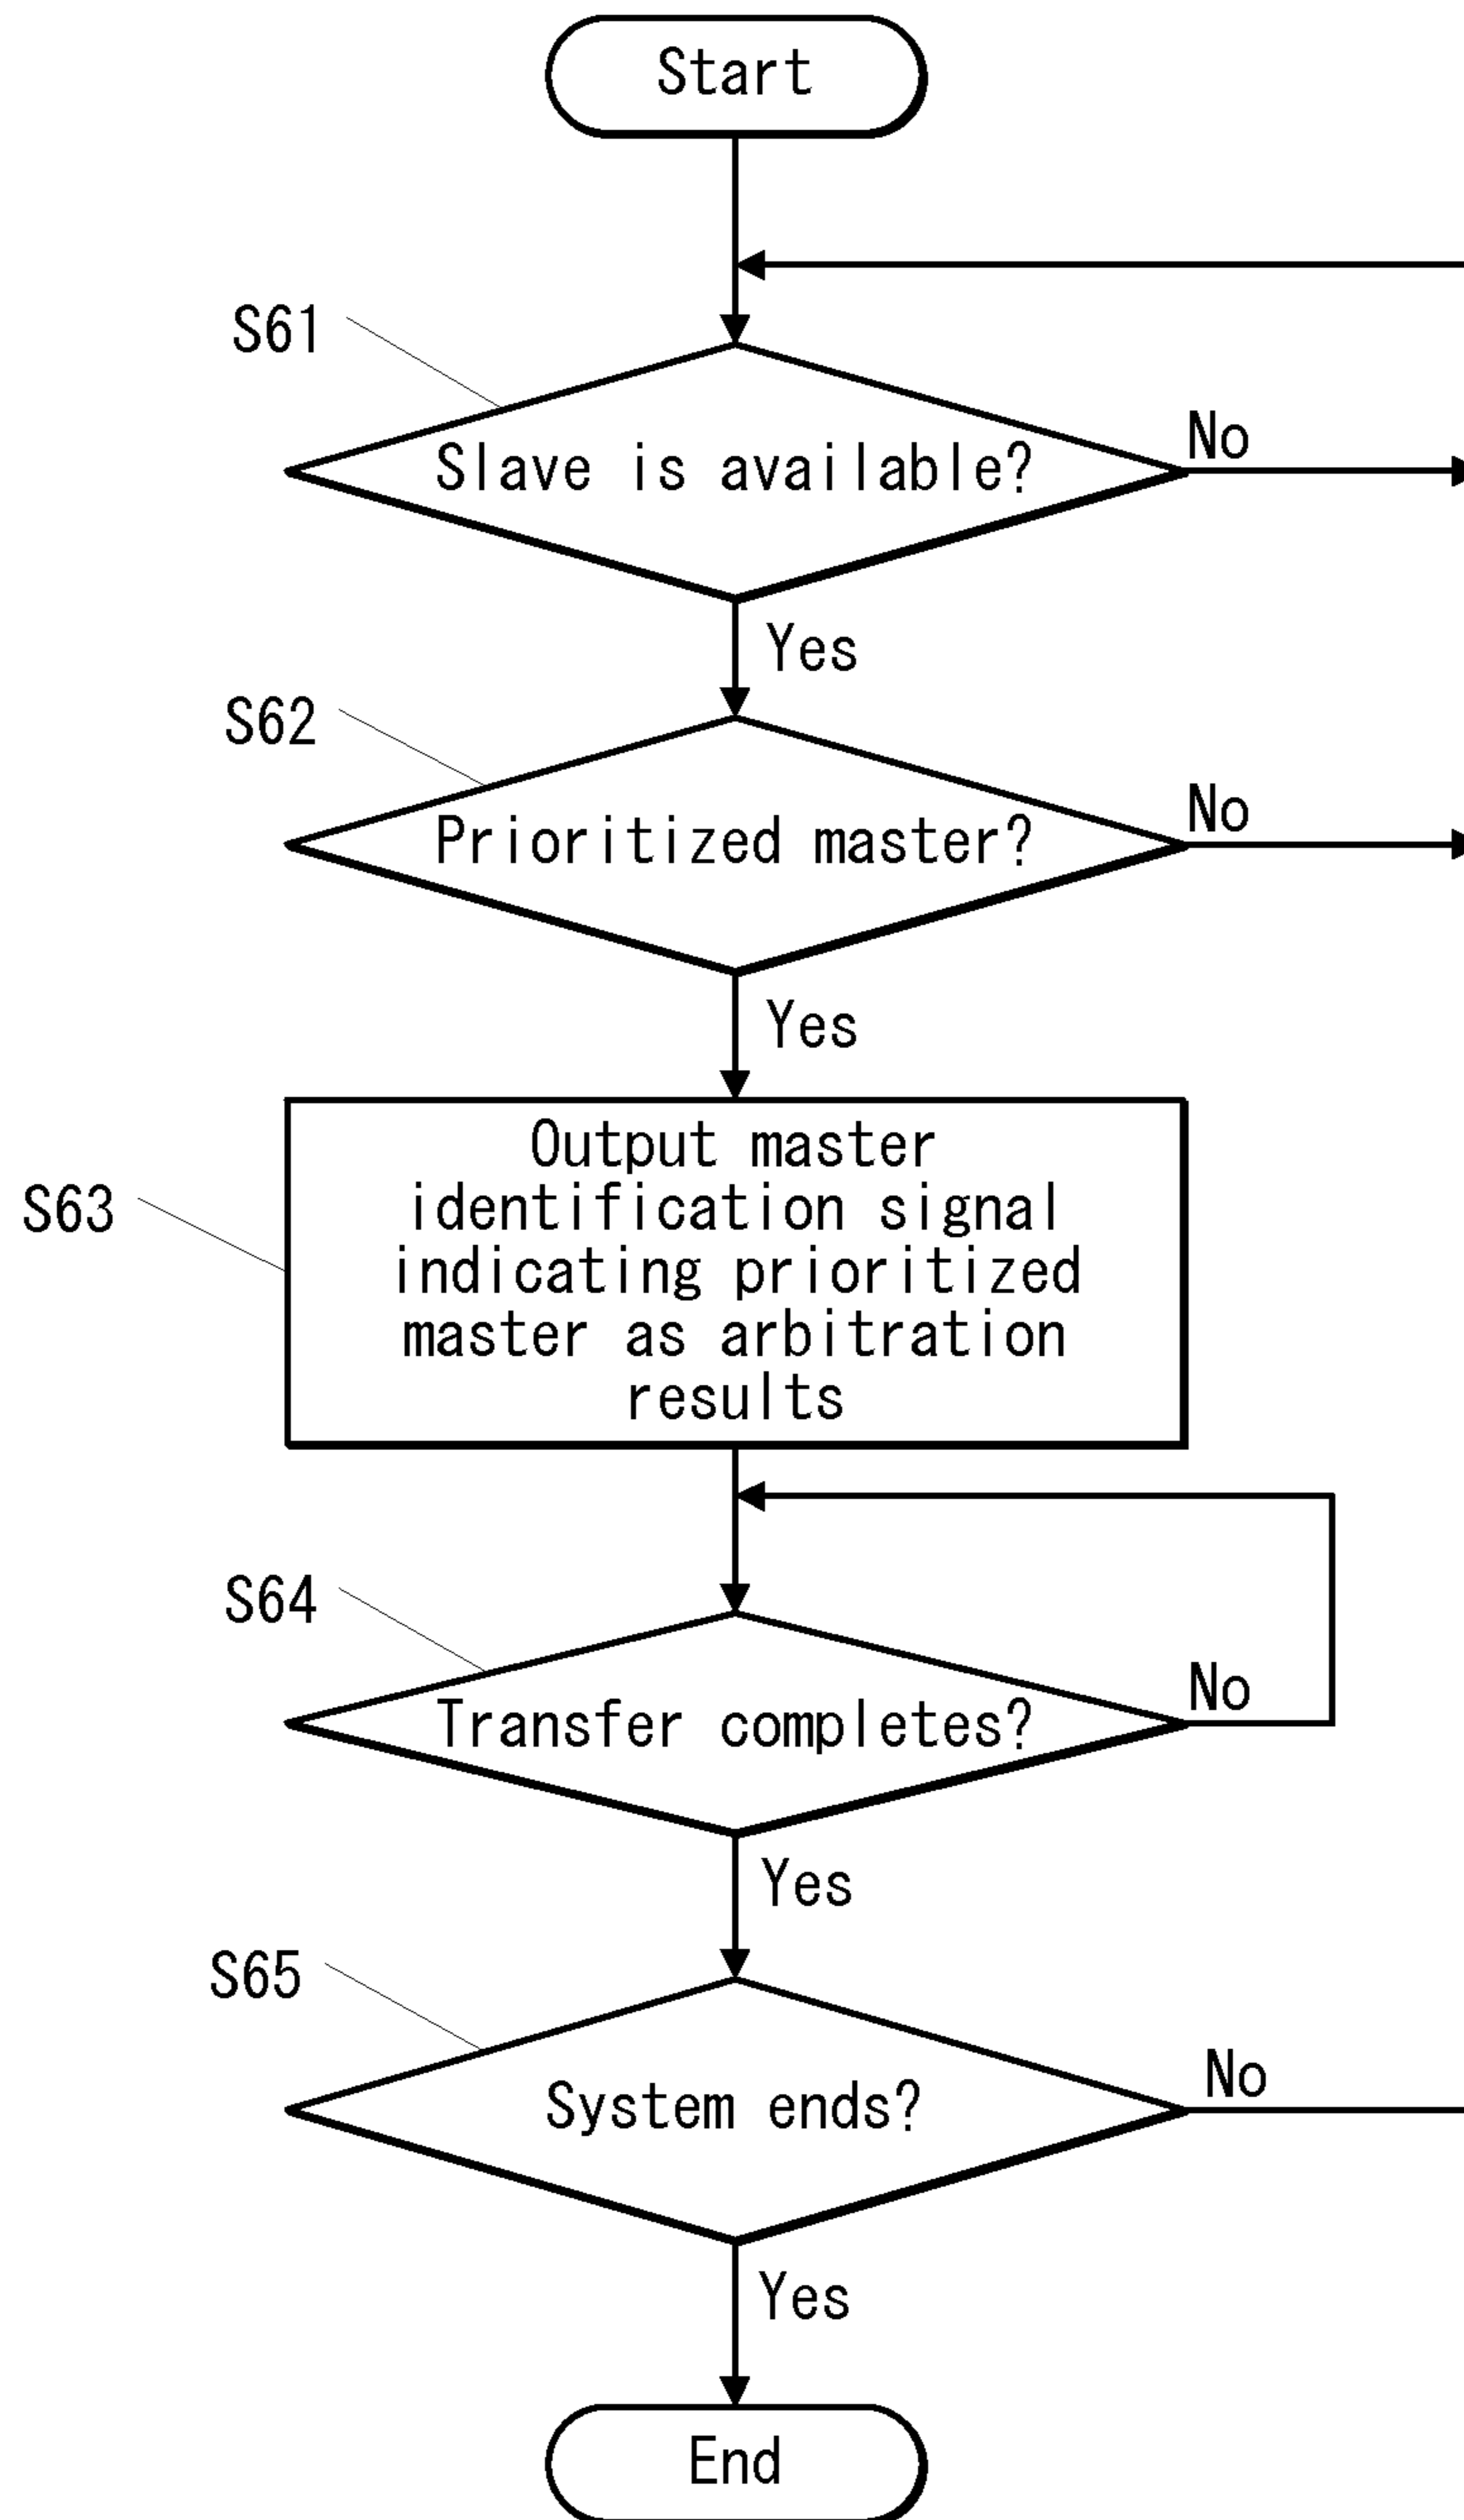 Start
S61
Slave is available?
No
Yes
S62
Prioritized master?
No
Yes
S63
Output master
identification signal
indicating prioritized
master as arbitration
results
S64
Transfer completes?
No
Yes
S65
System ends?
No
Yes
End